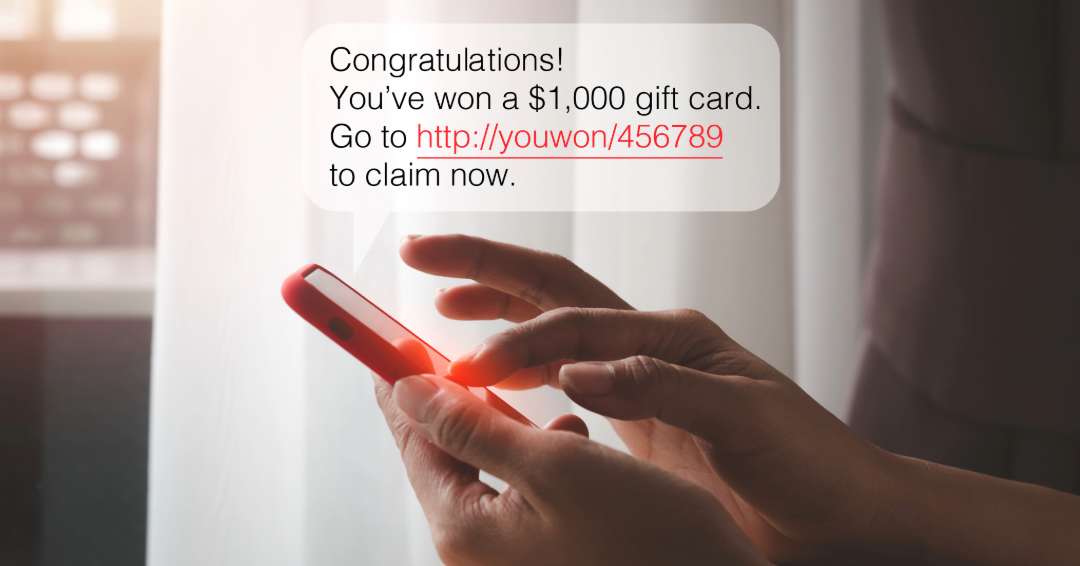 Congratulations!
You’ve won a $1,000 gift card.
Go to http://youwon/456789
to claim now.